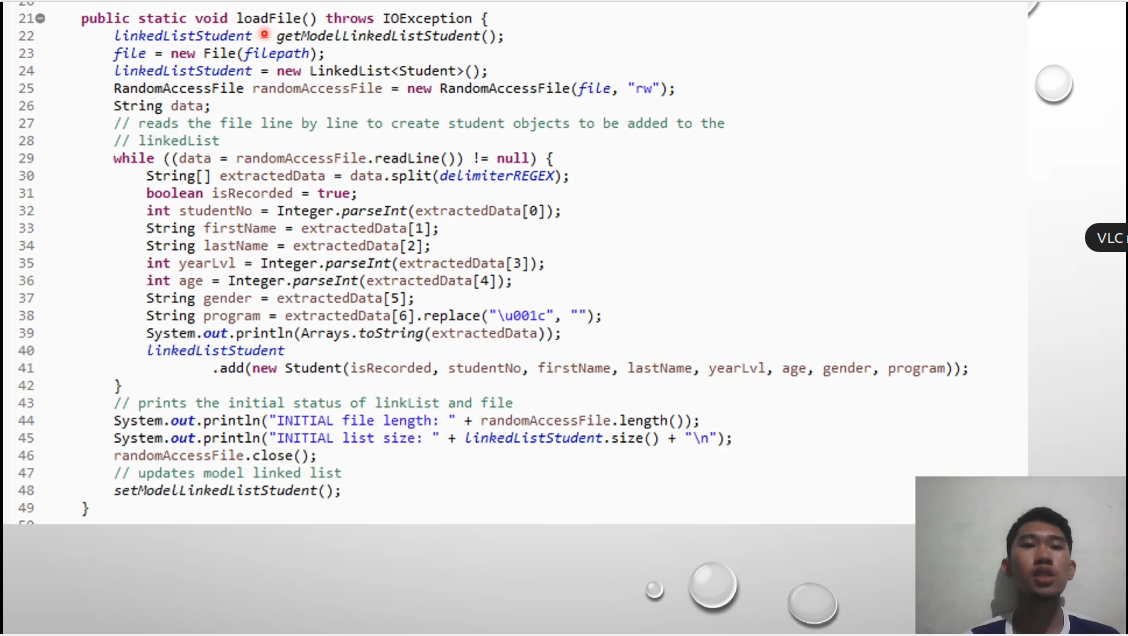 21 public static void loadFile() throws IOException {
22 linkedListStudent getModelLinkedListStudent();
23 file = new File(filepath);
24 linkedListStudent = new LinkedList<Student>();
25 RandomAccessFile randomAccessFile = new RandomAccessFile(file, "rw");
26 String data;
27 // reads the file line by line to create student objects to be added to the
28 // linkedList
29 while ((data = randomAccessFile.readLine()) != null) {
30 String[] extractedData = data.split(delimiterREGEX);
31 boolean isRecorded = true;
32 int studentNo = Integer.parseInt(extractedData[0]);
33 String firstName = extractedData[1];
34 String lastName = extractedData[2];
35 int yearLvl = Integer.parseInt(extractedData[3]);
36 int age = Integer.parseInt(extractedData[4]);
37 String gender = extractedData[5];
38 String program = extractedData[6].replace("\u001c", "");
39 System.out.println(Arrays.toString(extractedData));
40 linkedListStudent
41 .add(new Student(isRecorded, studentNo, firstName, lastName, yearLvl, age, gender, program));
42 }
43 // prints the initial status of linkList and file
44 System.out.println("INITIAL file length: " + randomAccessFile.length());
45 System.out.println("INITIAL list size: " + linkedListStudent.size() + "\n");
46 randomAccessFile.close();
47 // updates model linked list
48 setModelLinkedListStudent();
49 }
VLC